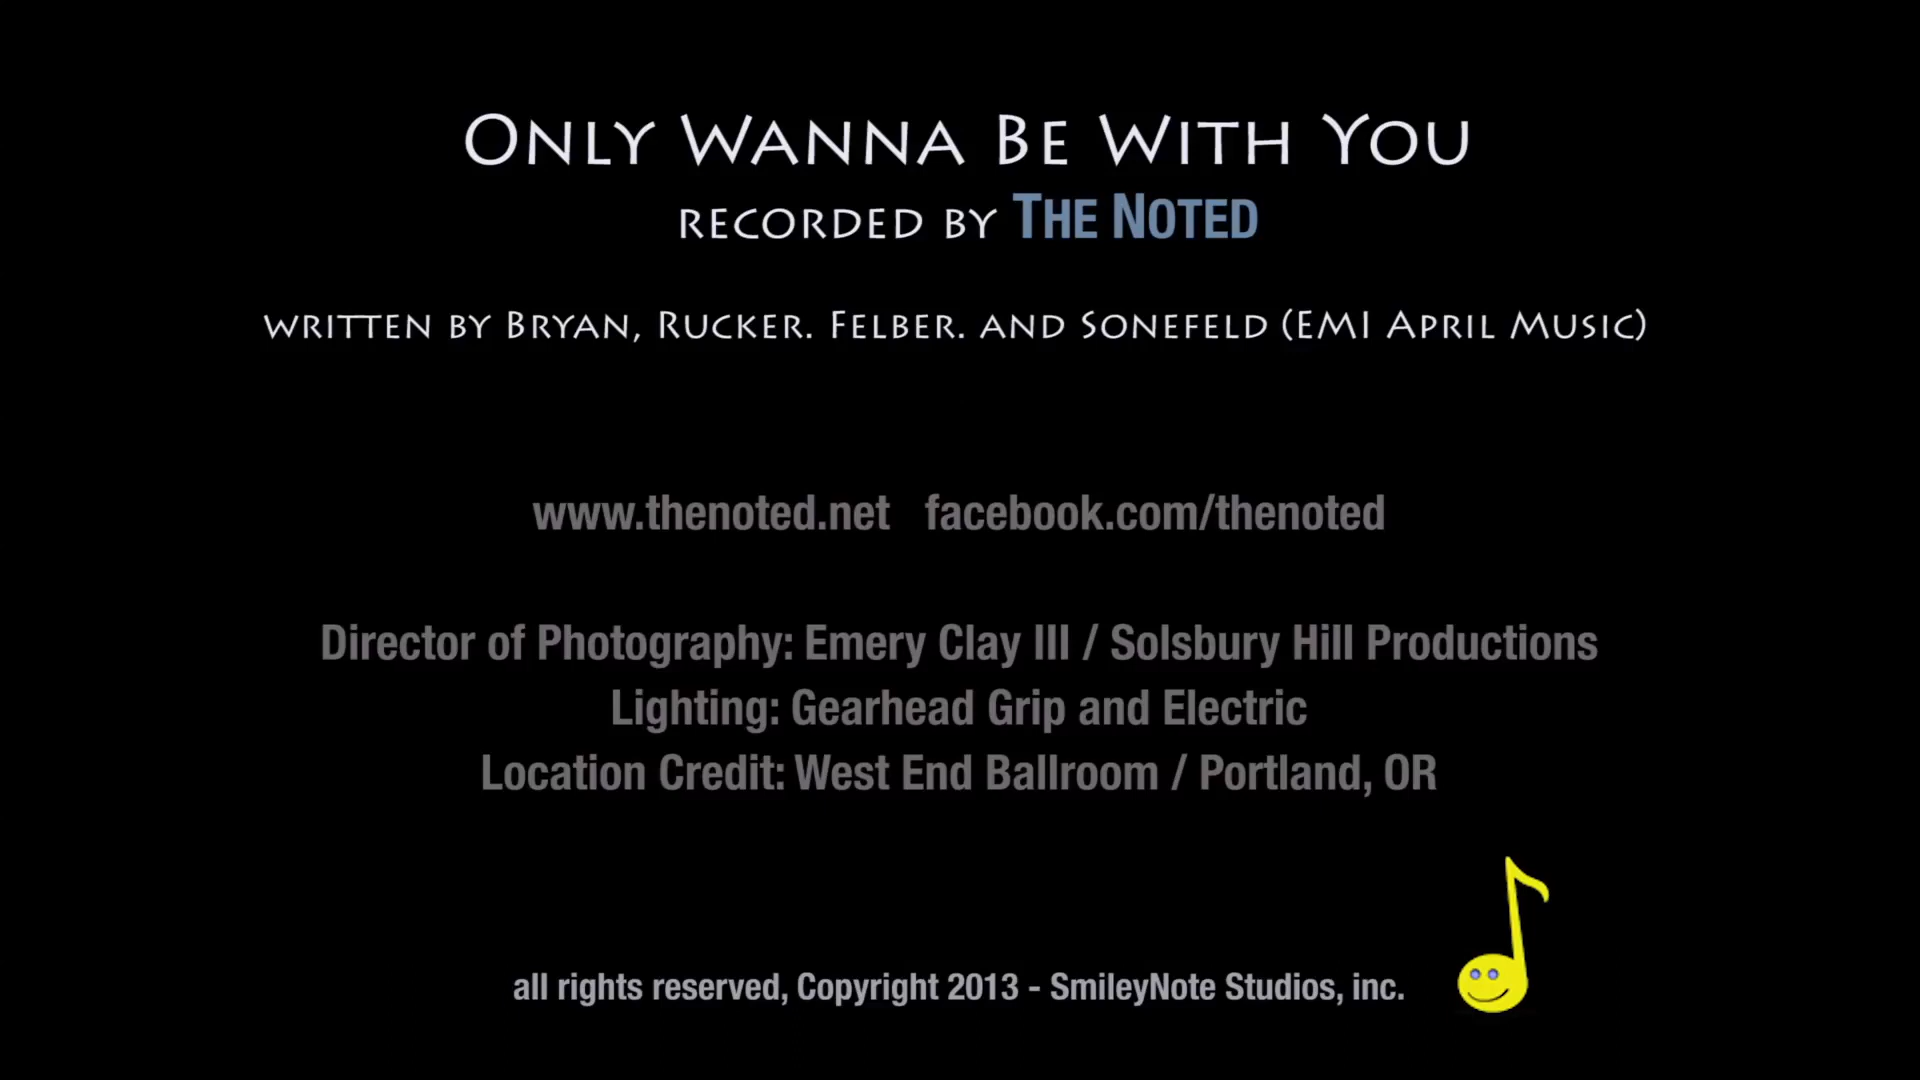 Only Wanna Be With You
recorded by The Noted
written by Bryan, Rucker. Felber. and Sonefeld (EMI April Music)
www.thenoted.net facebook.com/thenoted
Director of Photography: Emery Clay III / Solsbury Hill Productions
Lighting: Gearhead Grip and Electric
Location Credit: West End Ballroom / Portland, OR
all rights reserved, Copyright 2013 - SmileyNote Studios, inc.